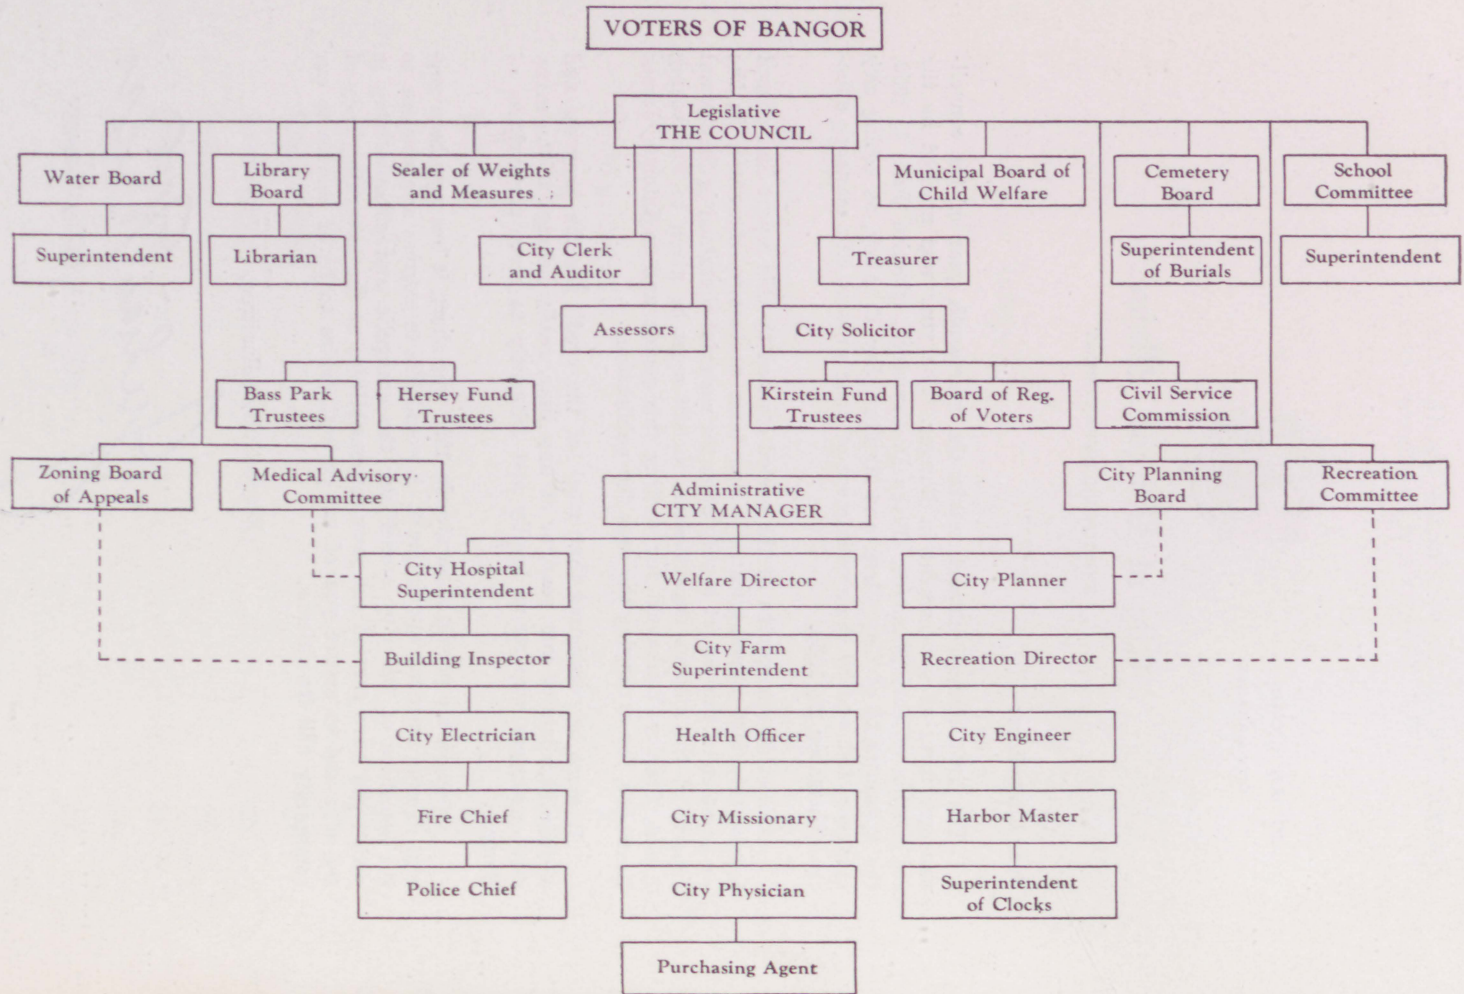 VOTERS OF BANGOR
Legislative
THE COUNCIL
Water Board
Library
Board
Sealer of Weights
and Measures
Municipal Board of
Child Welfare
Cemetery
Board
School
Committee
Superintendent
Librarian
City Clerk
and Auditor
Treasurer
Superintendent
of Burials
Superintendent
Assessors
City Solicitor
Bass Park
Trustees
Hersey Fund
Trustees
Kirstein Fund
Trustees
Board of Reg.
of Voters
Civil Service
Commission
Zoning Board
of Appeals
Medical Advisory
Committee
Administrative
CITY MANAGER
City Planning
Board
Recreation
Committee
City Hospital
Superintendent
Welfare Director
City Planner
Building Inspector
City Farm
Superintendent
Recreation Director
City Electrician
Health Officer
City Engineer
Fire Chief
City Missionary
Harbor Master
Police Chief
City Physician
Superintendent
of Clocks
Purchasing Agent